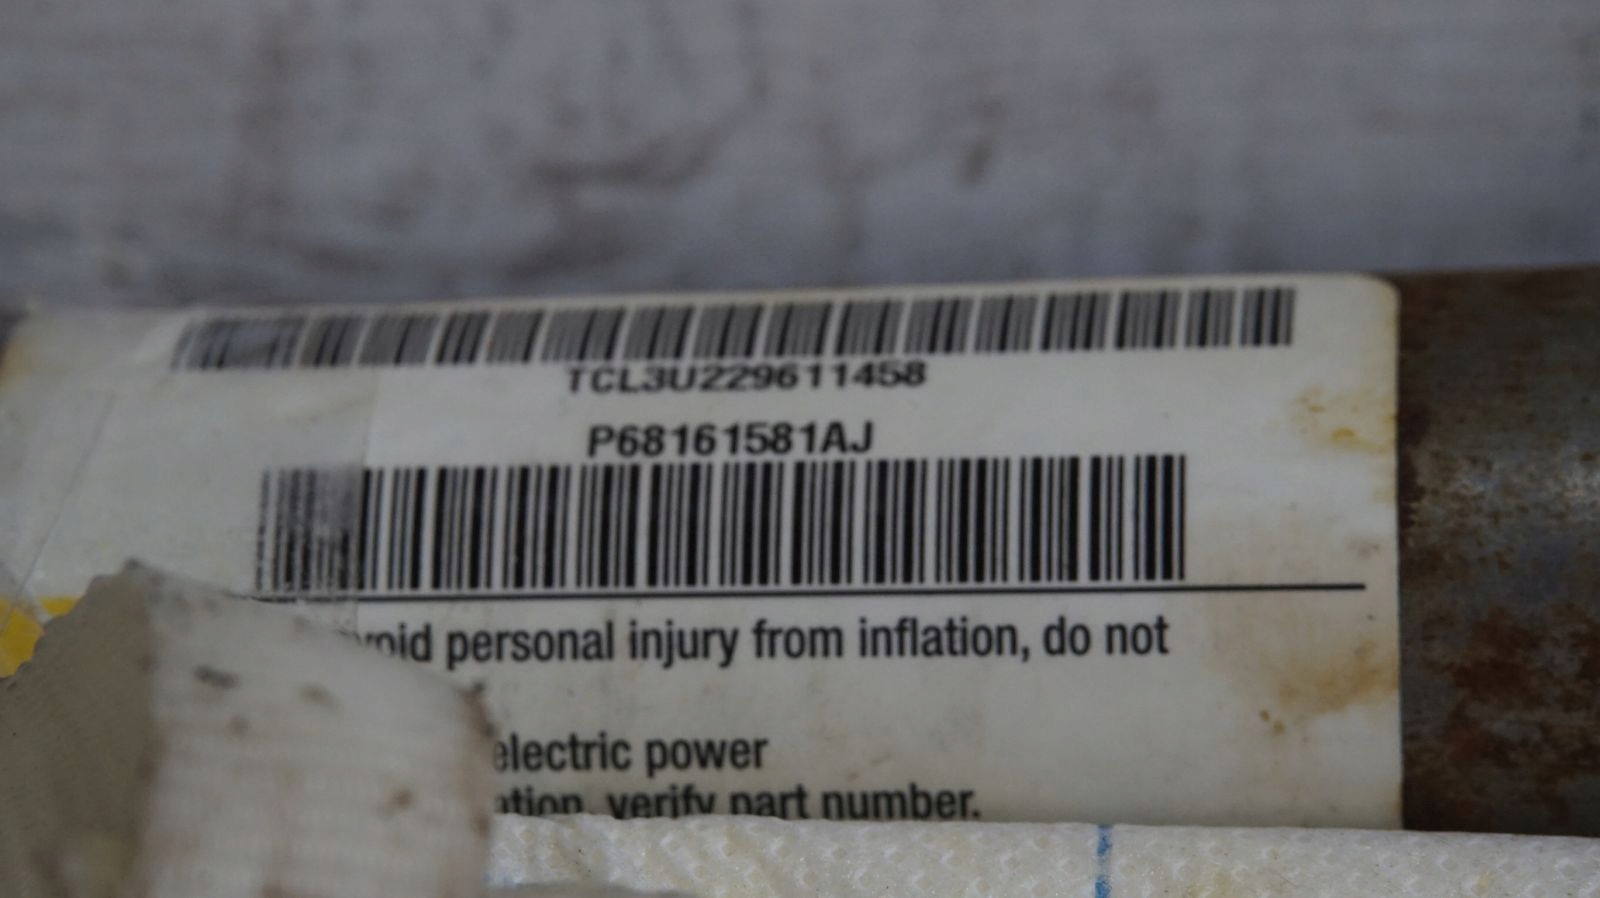 TCL3U229611458
P68161581AJ
personal injury from inflation, do not
electric power
verify part number.